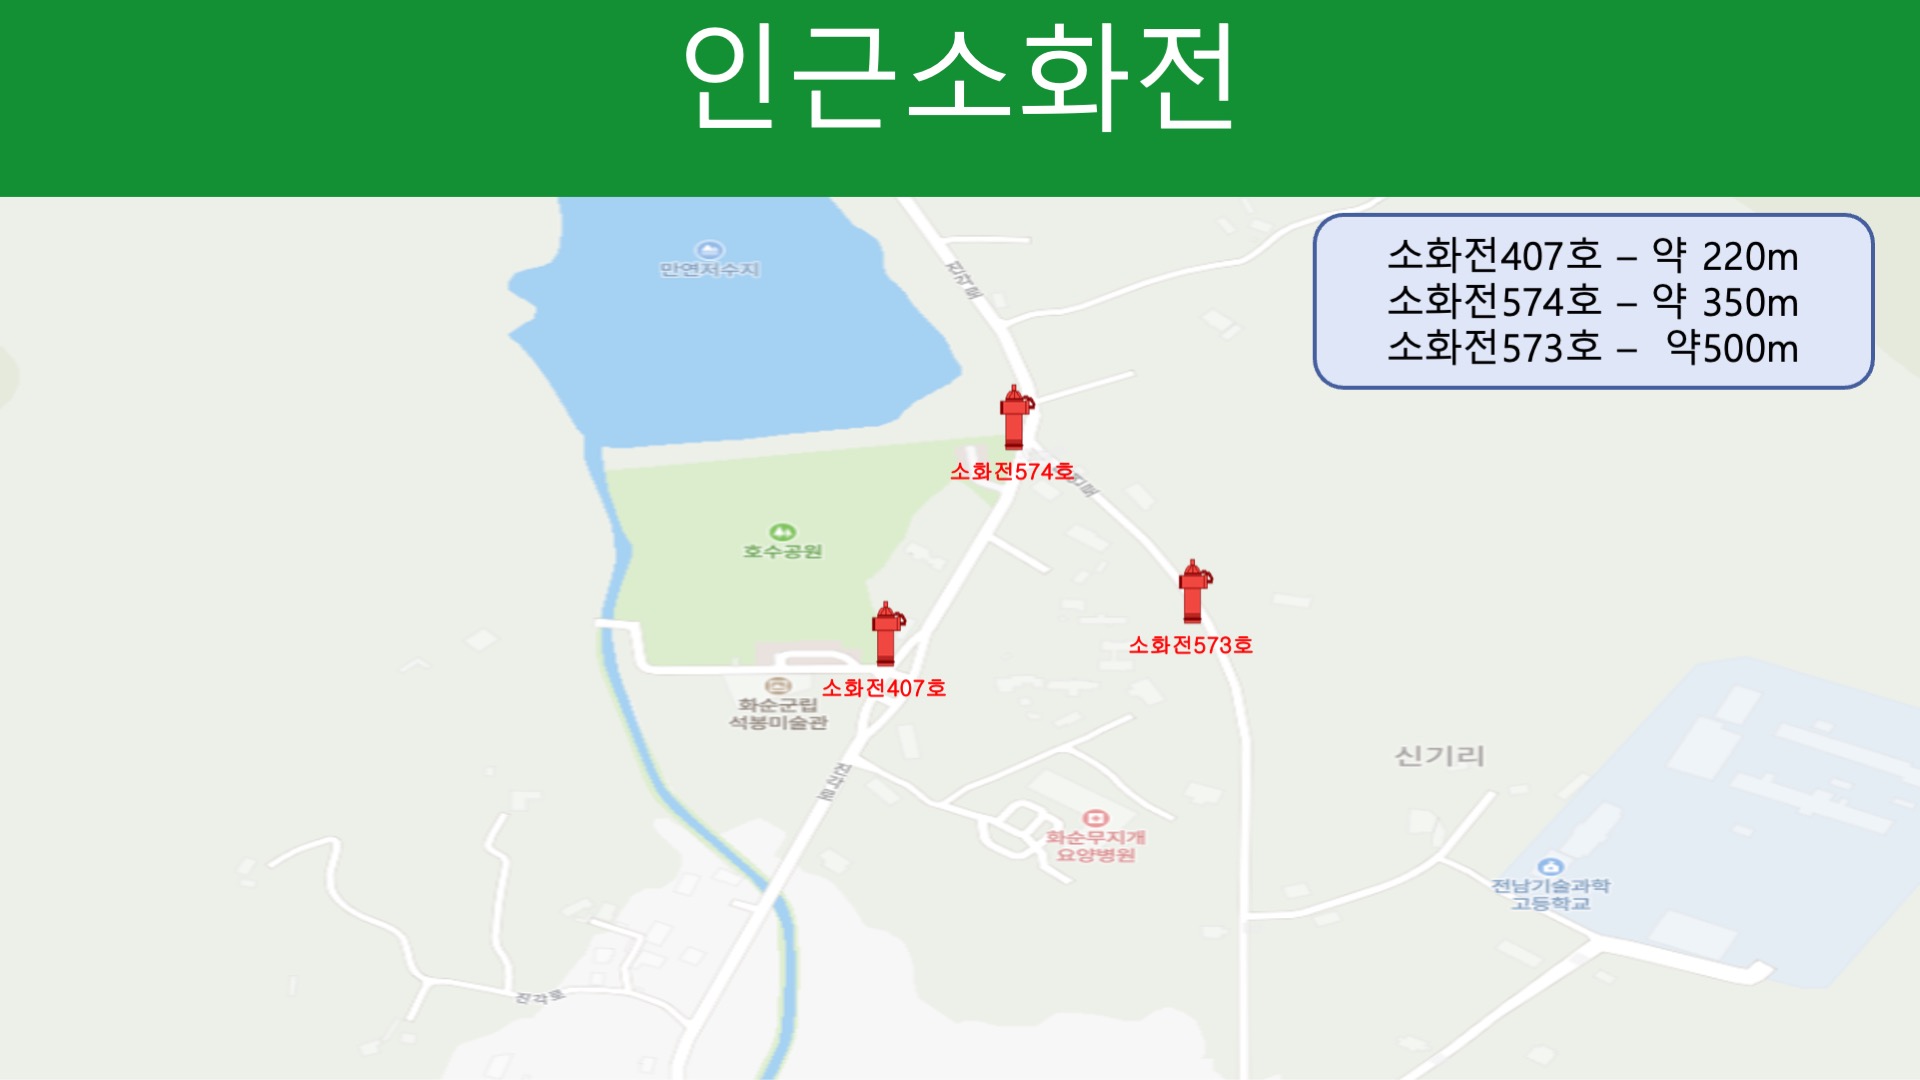 인근소화전
소화전407호 – 약 220m
소화전574호 – 약 350m
소화전573호 –  약500m
만연저수지
진각로
소화전574호
호수공원
소화전573호
소화전407호
화순군립
석봉미술관
진각로
신기리
화순무지개
요양병원
전남기술과학
고등학교
진각로